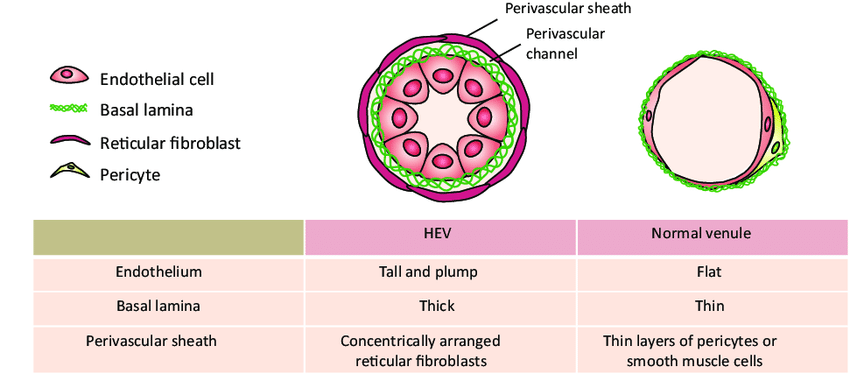 Perivascular sheath
Perivascular
channel
Endothelial cell
Basal lamina
Reticular fibroblast
Pericyte
HEV
Normal venule
Endothelium
Tall and plump
Flat
Basal lamina
Thick
Thin
Perivascular sheath
Concentrically arranged
reticular fibroblasts
Thin layers of pericytes or
smooth muscle cells